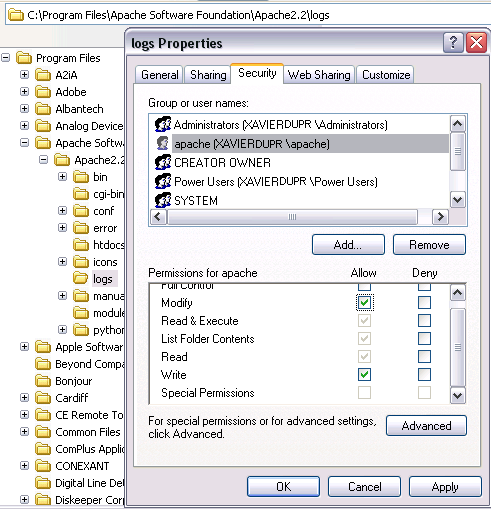 C:\Program Files\Apache Software Foundation\Apache2.2\logs
Program Files
A2iA
Adobe
Albantech
Analog Device
Apache Softwa
Apache2.2
bin
cgi-bin
conf
error
htdocs
icons
logs
manua
module
python
Apple Software
Beyond Compa
Bonjour
Cardiff
CE Remote To
Common Files
ComPlus Applic
CONEXANT
Digital Line Det
Diskeeper Corp
logs Properties
General Sharing Security Web Sharing Customize
Group or user names:
Administrators (XAVIERDUPR \Administrators)
apache (XAVIERDUPR \apache)
CREATOR OWNER
Power Users (XAVIERDUPR \Power Users)
SYSTEM
Add... Remove
Permissions for apache Allow Deny
Full Control
Modify
Read & Execute
List Folder Contents
Read
Write
Special Permissions
For special permissions or for advanced settings,
click Advanced.
Advanced
OK Cancel Apply